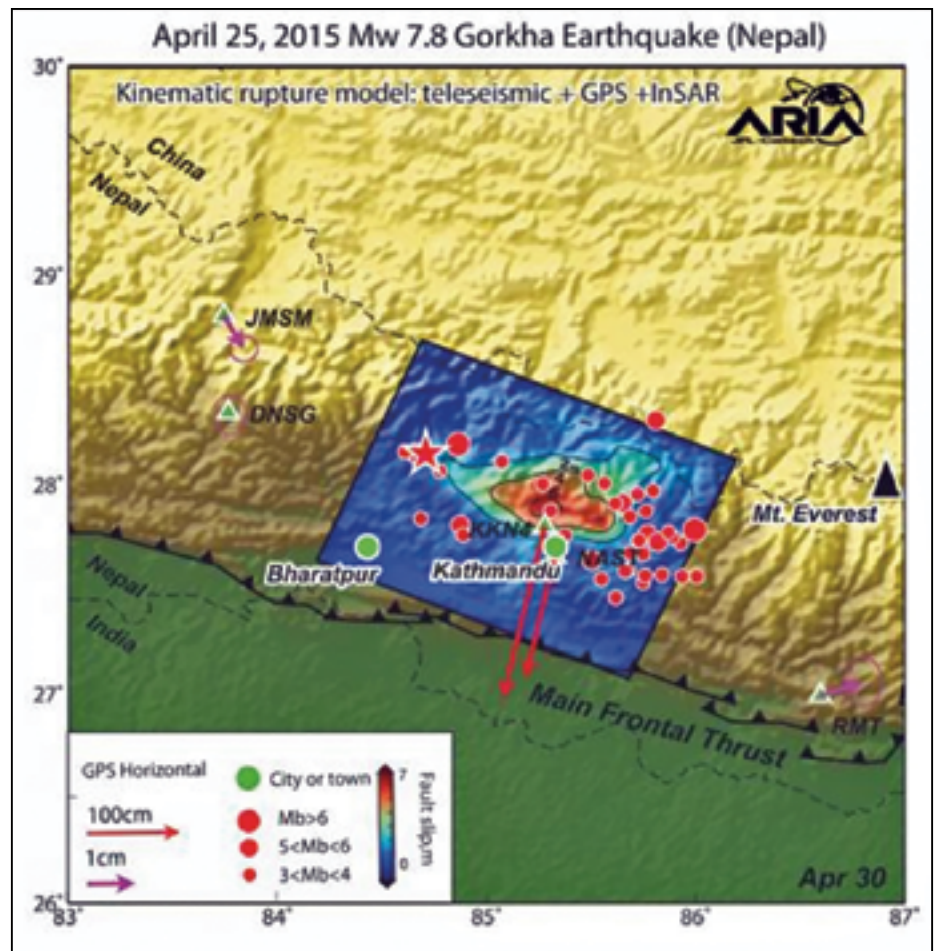 April 25, 2015 Mw 7.8 Gorkha Earthquake (Nepal)
30°
Kinematic rupture model: teleseismic + GPS +InSAR
ARIA
China
Nepal
29°
JMSM
DNSG
28°
Mt. Everest
KKN4
NAST
Bharatpur
Kathmandu
Nepal
India
27°
Main Frontal Thrust
RMT
GPS Horizontal
100cm
1cm
City or town
Mb>6
5<Mb<6
3<Mb<4
7
0
Fault slip,m
Apr 30
26°
83°
84°
85°
86°
87°